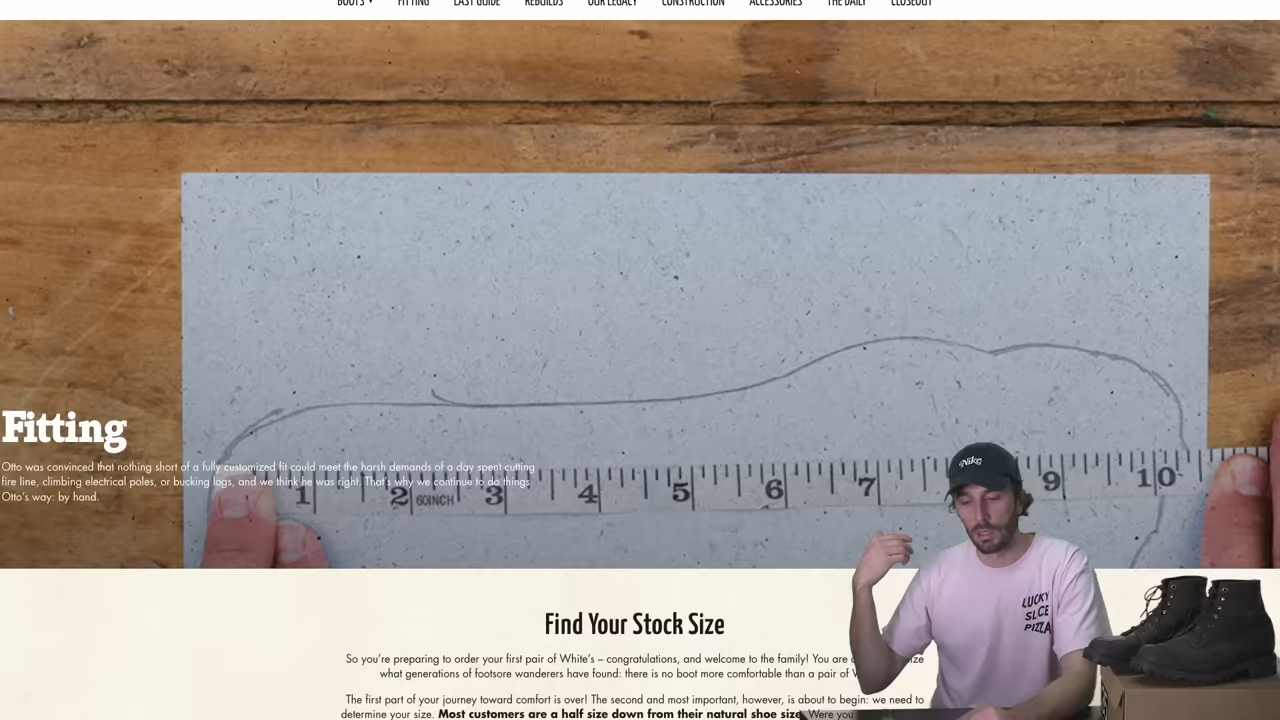 BOOTS
FITTING
LAST GUIDE
REBUILDS
OUR LEGACY
CONSTRUCTION
ACCESSORIES
THE DAILY
CLOSEOUT
Fitting
Otto was convinced that nothing short of a fully customized fit could meet the harsh demands of a day spent cutting
fire line, climbing electrical poles, or bucking logs, and we think he was right. That's why we continue to do things
Otto's way: by hand.
1 2 60INCH 3 4 5 6 7 9 10
Nike
LUCKY
SLICE
PIZZA
Find Your Stock Size
So you're preparing to order your first pair of White's – congratulations, and welcome to the family! You are
what generations of footsore wanderers have found: there is no boot more comfortable than a pair of
The first part of your journey toward comfort is over! The second and most important, however, is about to begin: we need to
determine your size. Most customers are a half size down from their natural shoe size. Were you